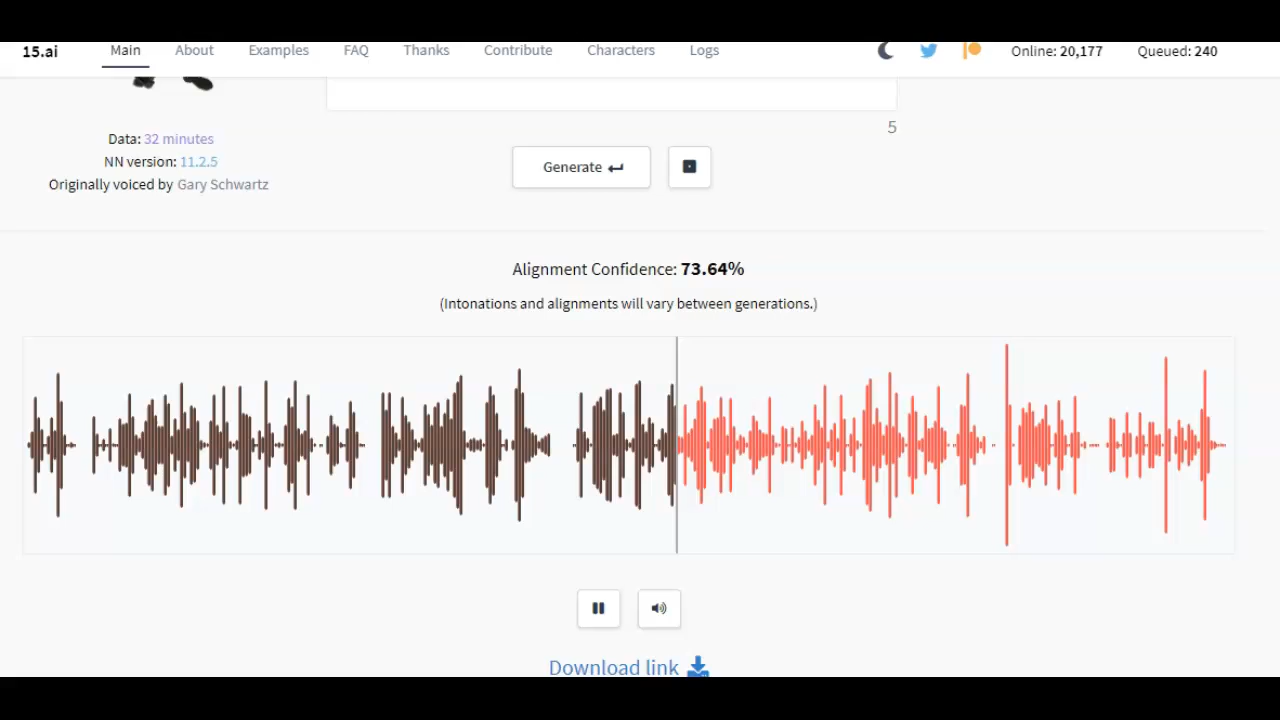 15.ai Main About Examples FAQ Thanks Contribute Characters Logs Online: 20,177 Queued: 240
5
Data: 32 minutes
NN version: 11.2.5
Originally voiced by Gary Schwartz
Generate
Alignment Confidence: 73.64%
(Intonations and alignments will vary between generations.)
Download link